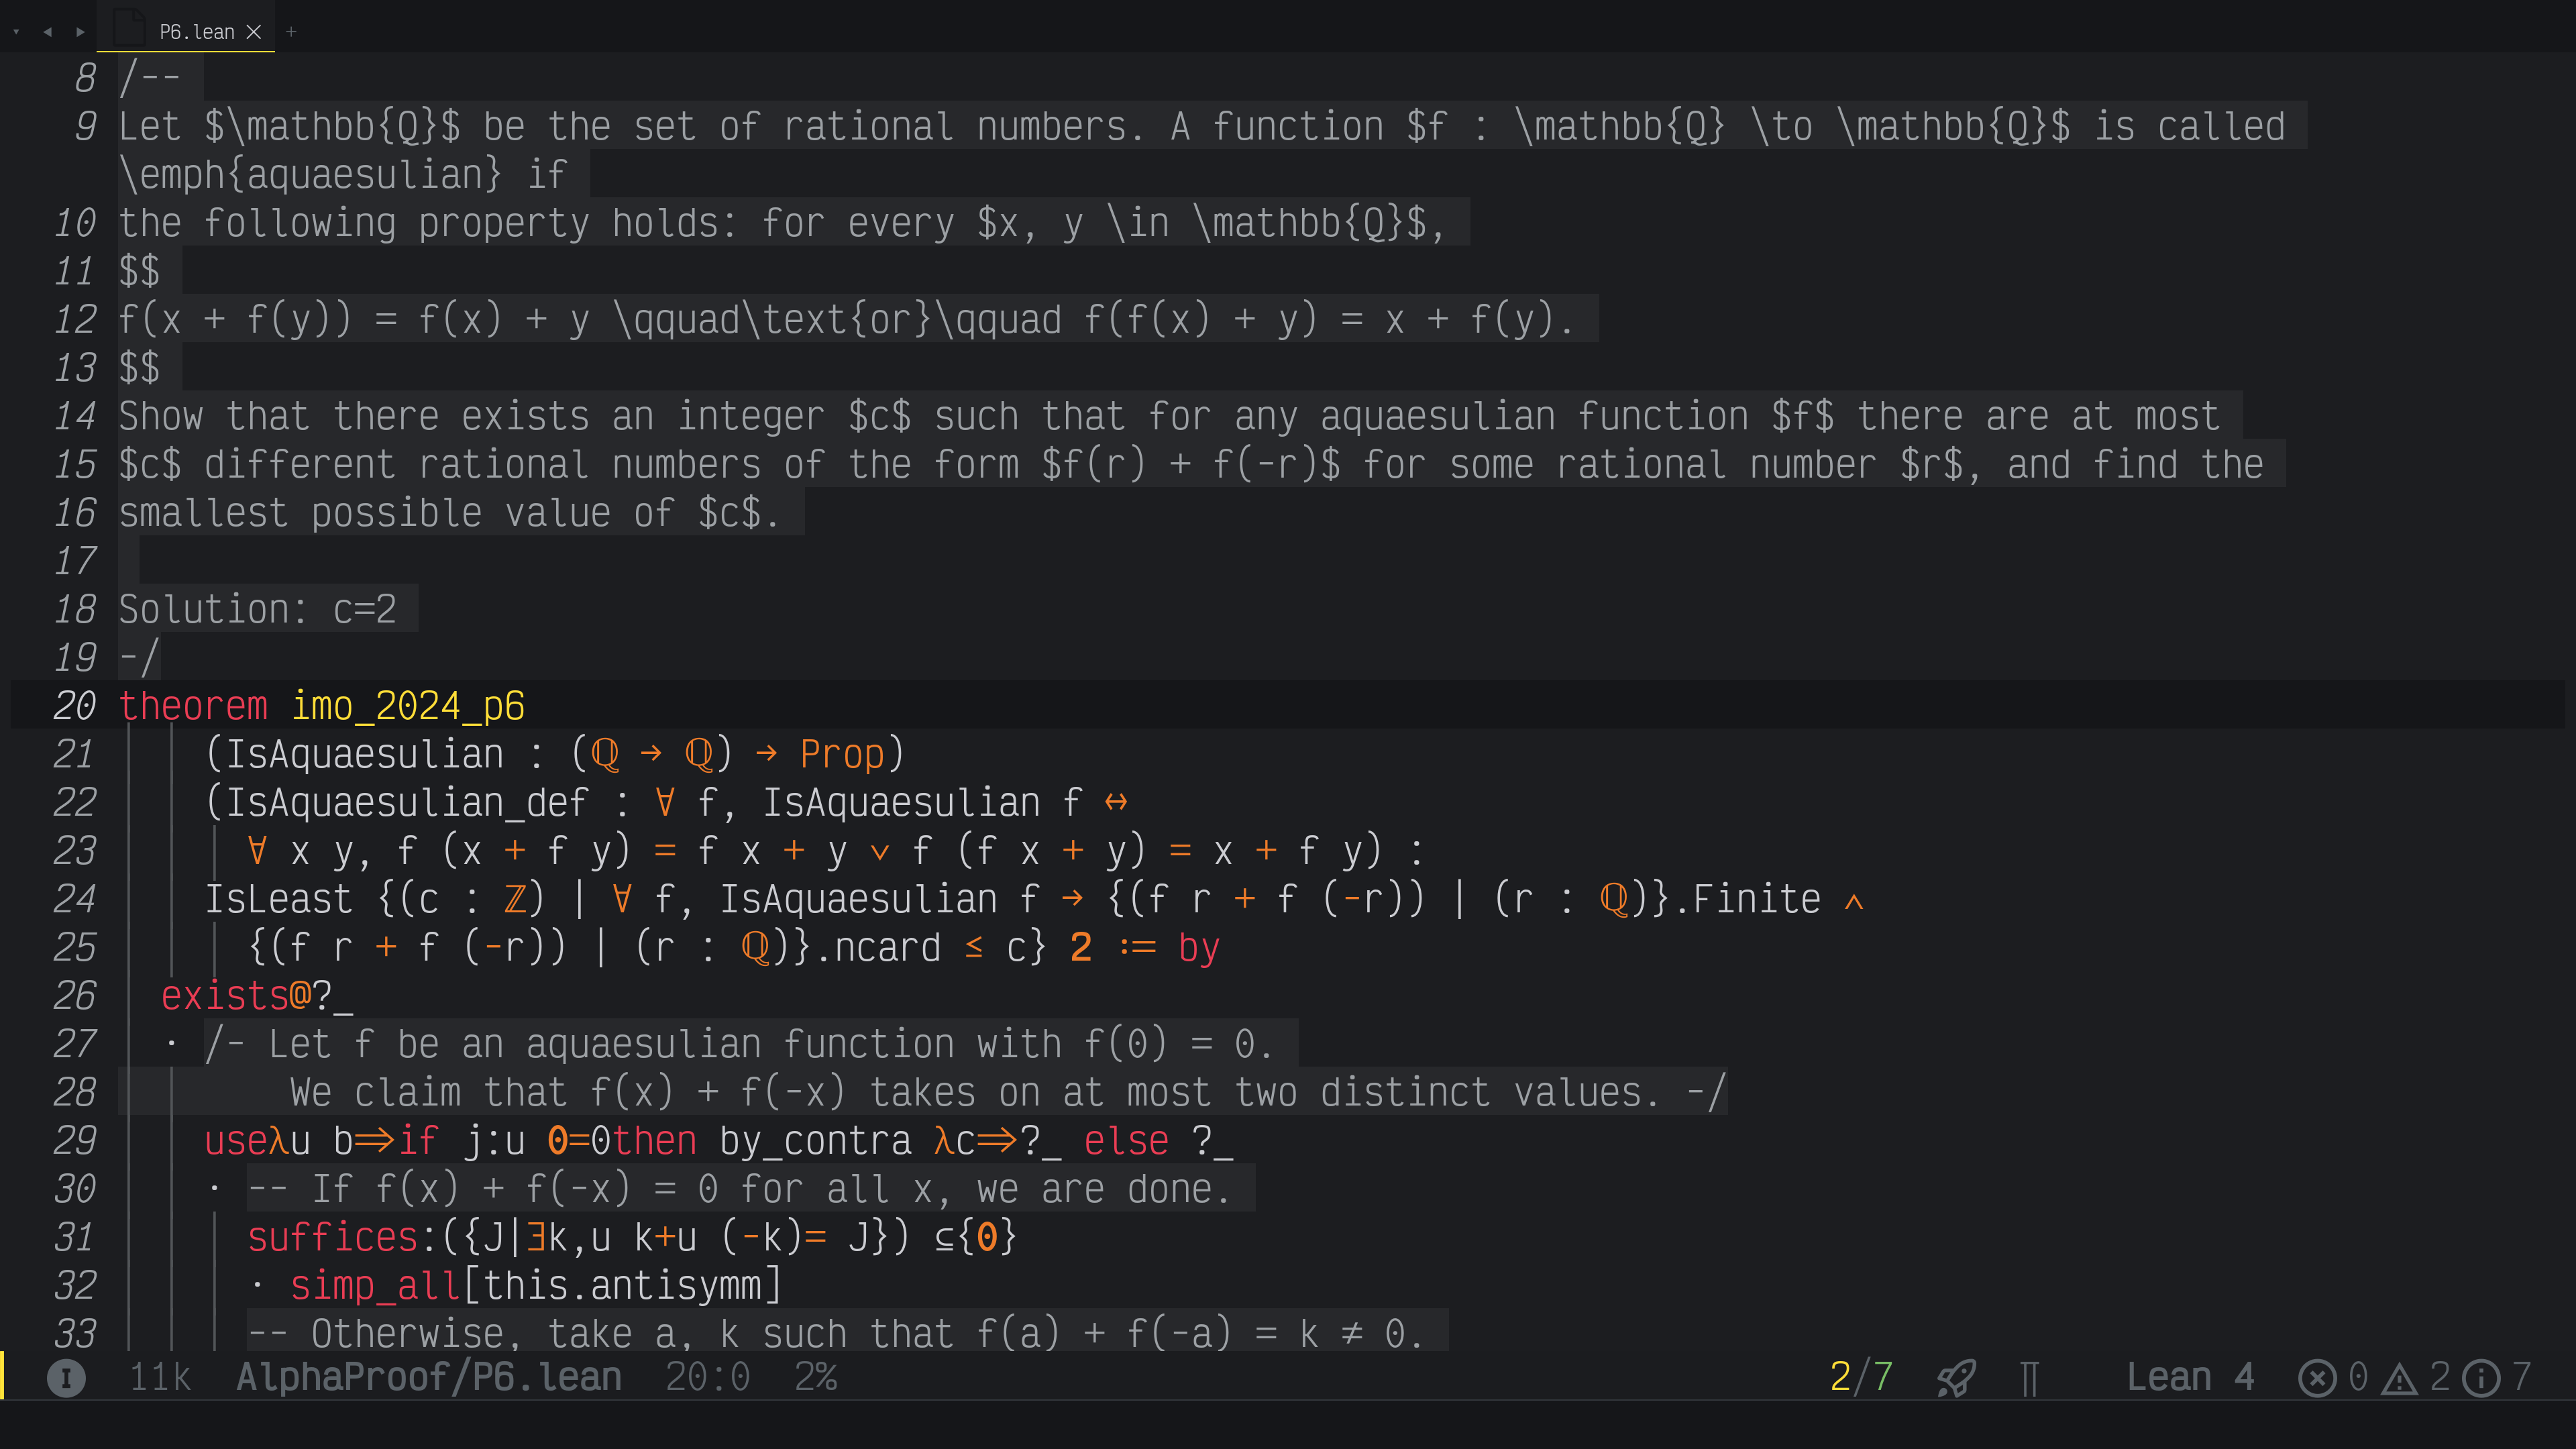 P6.lean
8 /--
9 Let $\mathbb{Q}$ be the set of rational numbers. A function $f : \mathbb{Q} \to \mathbb{Q}$ is called
\emph{aquaesulian} if
10 the following property holds: for every $x, y \in \mathbb{Q}$,
11 $$
12 f(x + f(y)) = f(x) + y \qquad\text{or}\qquad f(f(x) + y) = x + f(y).
13 $$
14 Show that there exists an integer $c$ such that for any aquaesulian function $f$ there are at most
15 $c$ different rational numbers of the form $f(r) + f(-r)$ for some rational number $r$, and find the
16 smallest possible value of $c$.
17
18 Solution: c=2
19 -/
20 theorem imo_2024_p6
21 (IsAquaesulian : (ℚ → ℚ) → Prop)
22 (IsAquaesulian_def : ∀ f, IsAquaesulian f ↔
23 ∀ x y, f (x + f y) = f x + y ∨ f (f x + y) = x + f y) :
24 IsLeast {(c : ℤ) | ∀ f, IsAquaesulian f → {(f r + f (-r)) | (r : ℚ)}.Finite ∧
25 {(f r + f (-r)) | (r : ℚ)}.ncard ≤ c} 2 := by
26 exists@?_
27 · /- Let f be an aquaesulian function with f(0) = 0.
28 We claim that f(x) + f(-x) takes on at most two distinct values. -/
29 useλu b⇒if j:u 0=0then by_contra λc⇒?_ else ?_
30 · -- If f(x) + f(-x) = 0 for all x, we are done.
31 suffices:({J|∃k,u k+u (-k)= J}) ⊆{0}
32 · simp_all[this.antisymm]
33 -- Otherwise, take a, k such that f(a) + f(-a) = k ≠ 0.
I 11k AlphaProof/P6.lean 20:0 2% 2/7 Lean 4 0 2 7